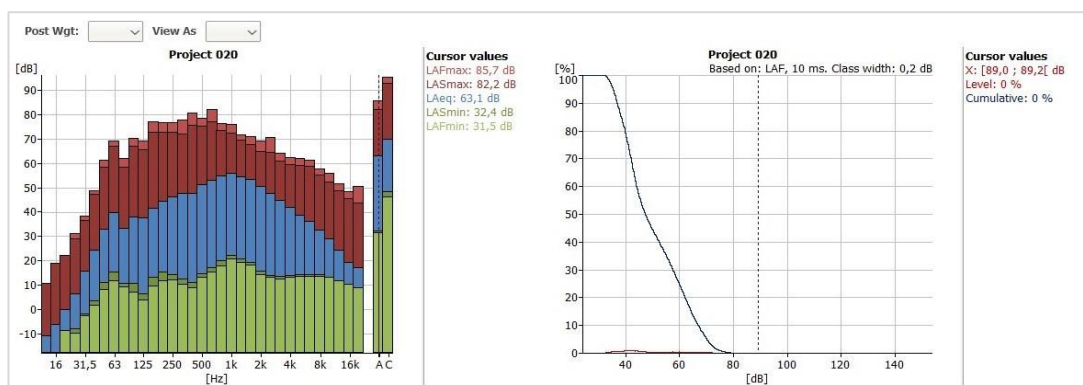 Post Wgt: View As
Project 020
[dB]
90
80
70
60
50
40
30
20
10
0
-10
16 31,5 63 125 250 500 1k 2k 4k 8k 16k A C
[Hz]
Cursor values
LAFmax: 85,7 dB
LASmax: 82,2 dB
LAeq: 63,1 dB
LASmin: 32,4 dB
LAFmin: 31,5 dB
Project 020
[%] Based on: LAF, 10 ms. Class width: 0,2 dB
100
90
80
70
60
50
40
30
20
10
0
40 60 80 100 120 140
[dB]
Cursor values
X: [89,0 ; 89,2[ dB
Level: 0 %
Cumulative: 0 %